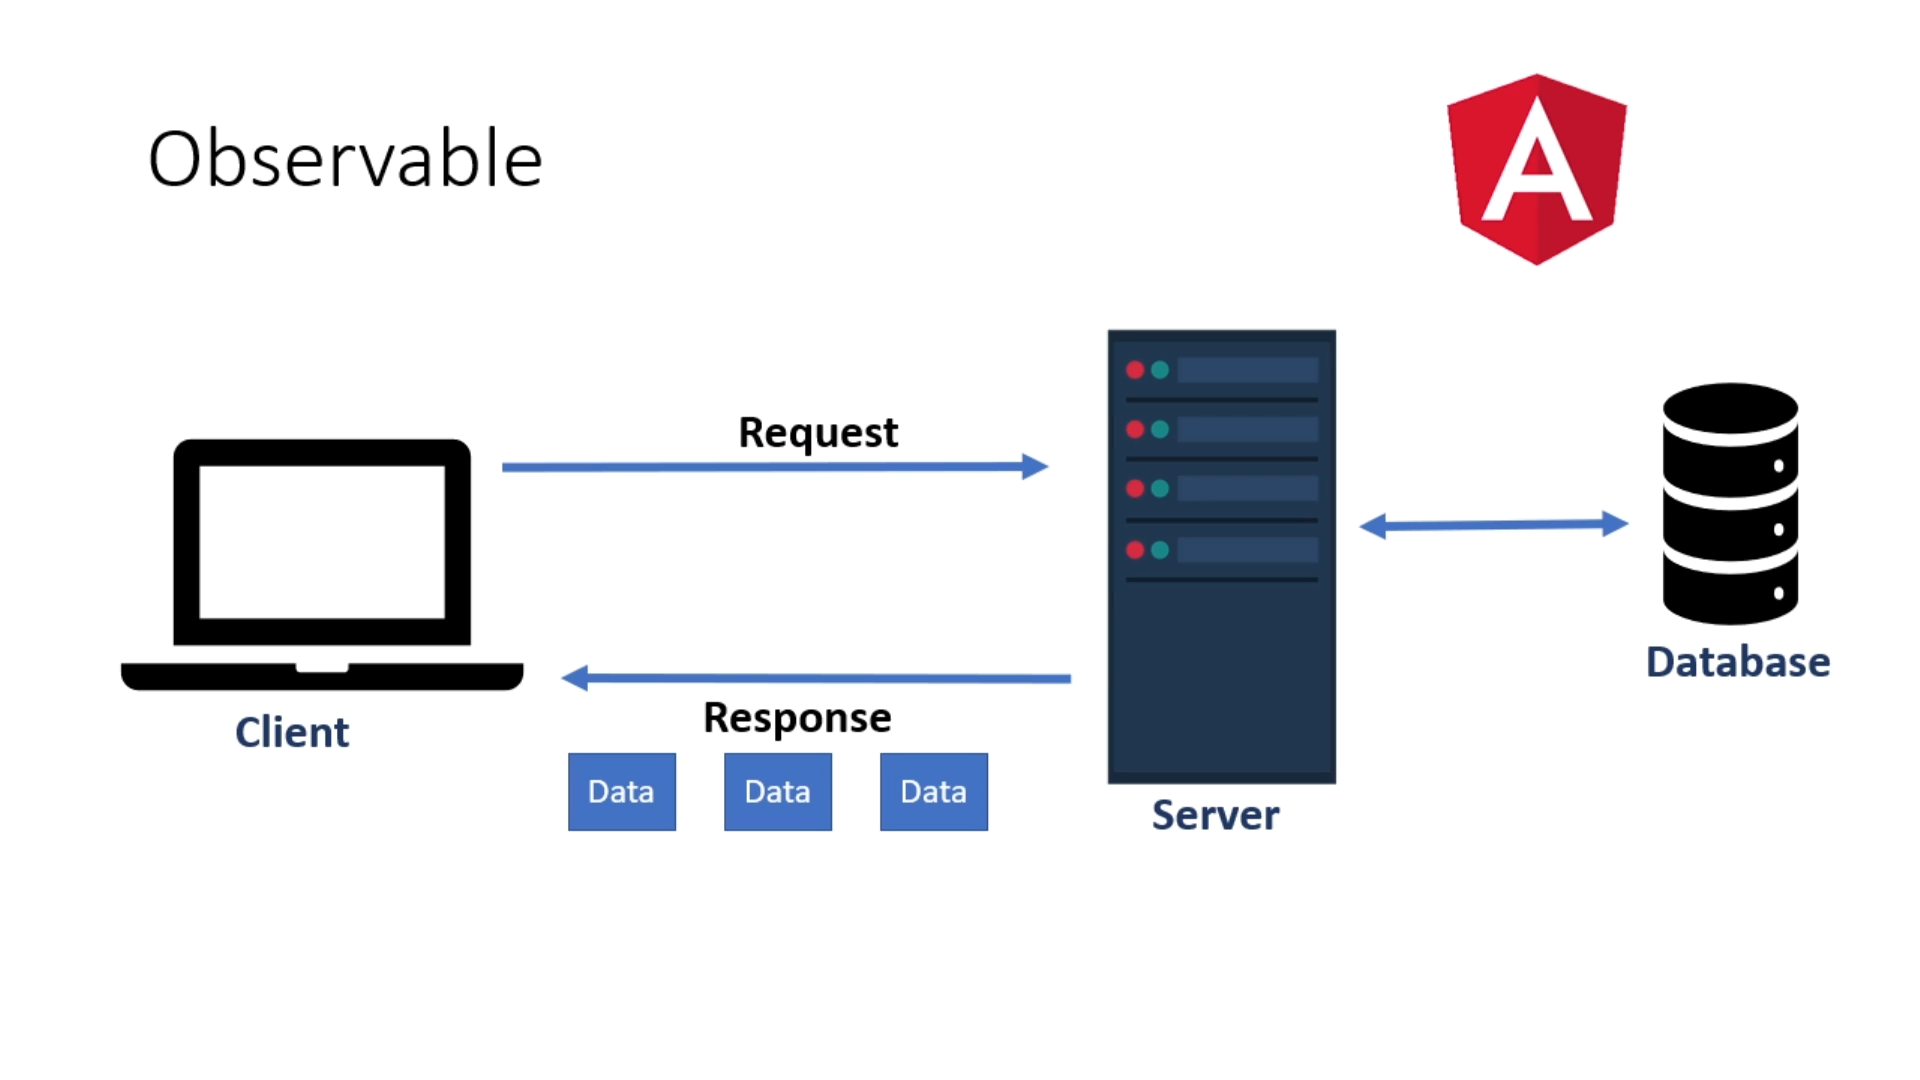 Observable
Request
Response
Data Data Data
Client
Server
Database